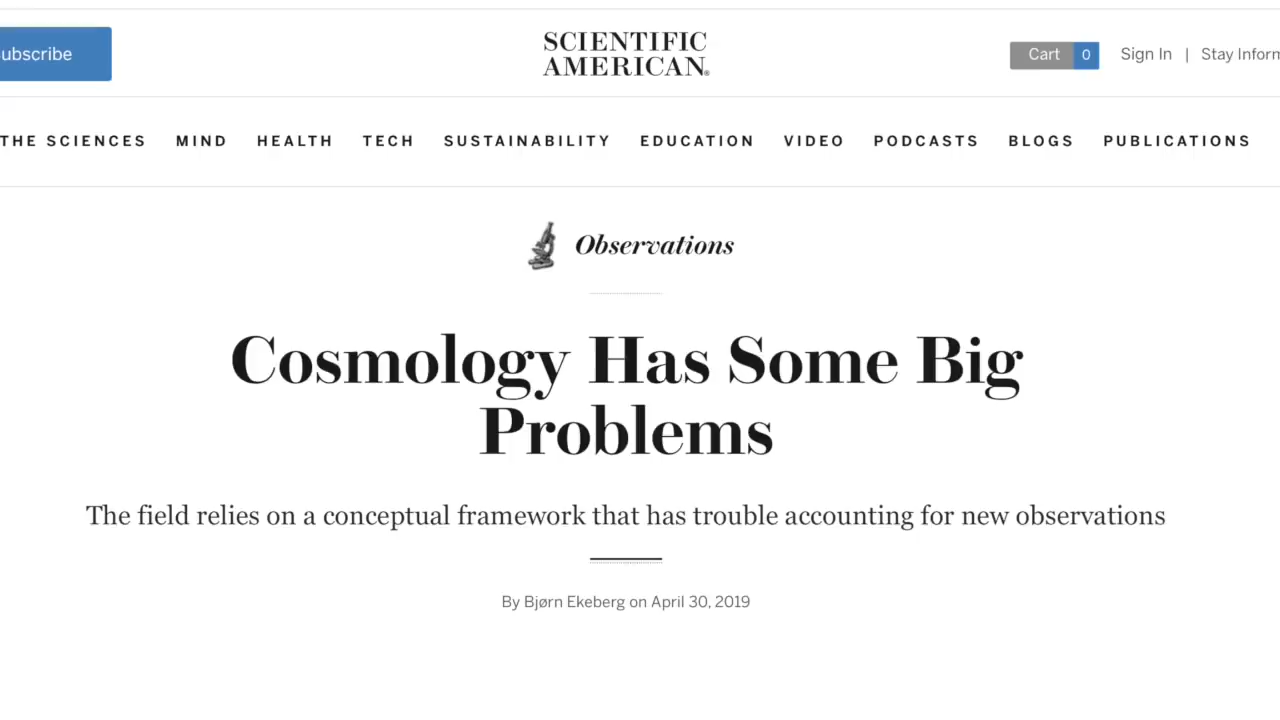 ubscribe
SCIENTIFIC
AMERICAN®
Cart 0 Sign In | Stay Inform
THE SCIENCES MIND HEALTH TECH SUSTAINABILITY EDUCATION VIDEO PODCASTS BLOGS PUBLICATIONS
Observations
Cosmology Has Some Big
Problems
The field relies on a conceptual framework that has trouble accounting for new observations
By Bjørn Ekeberg on April 30, 2019